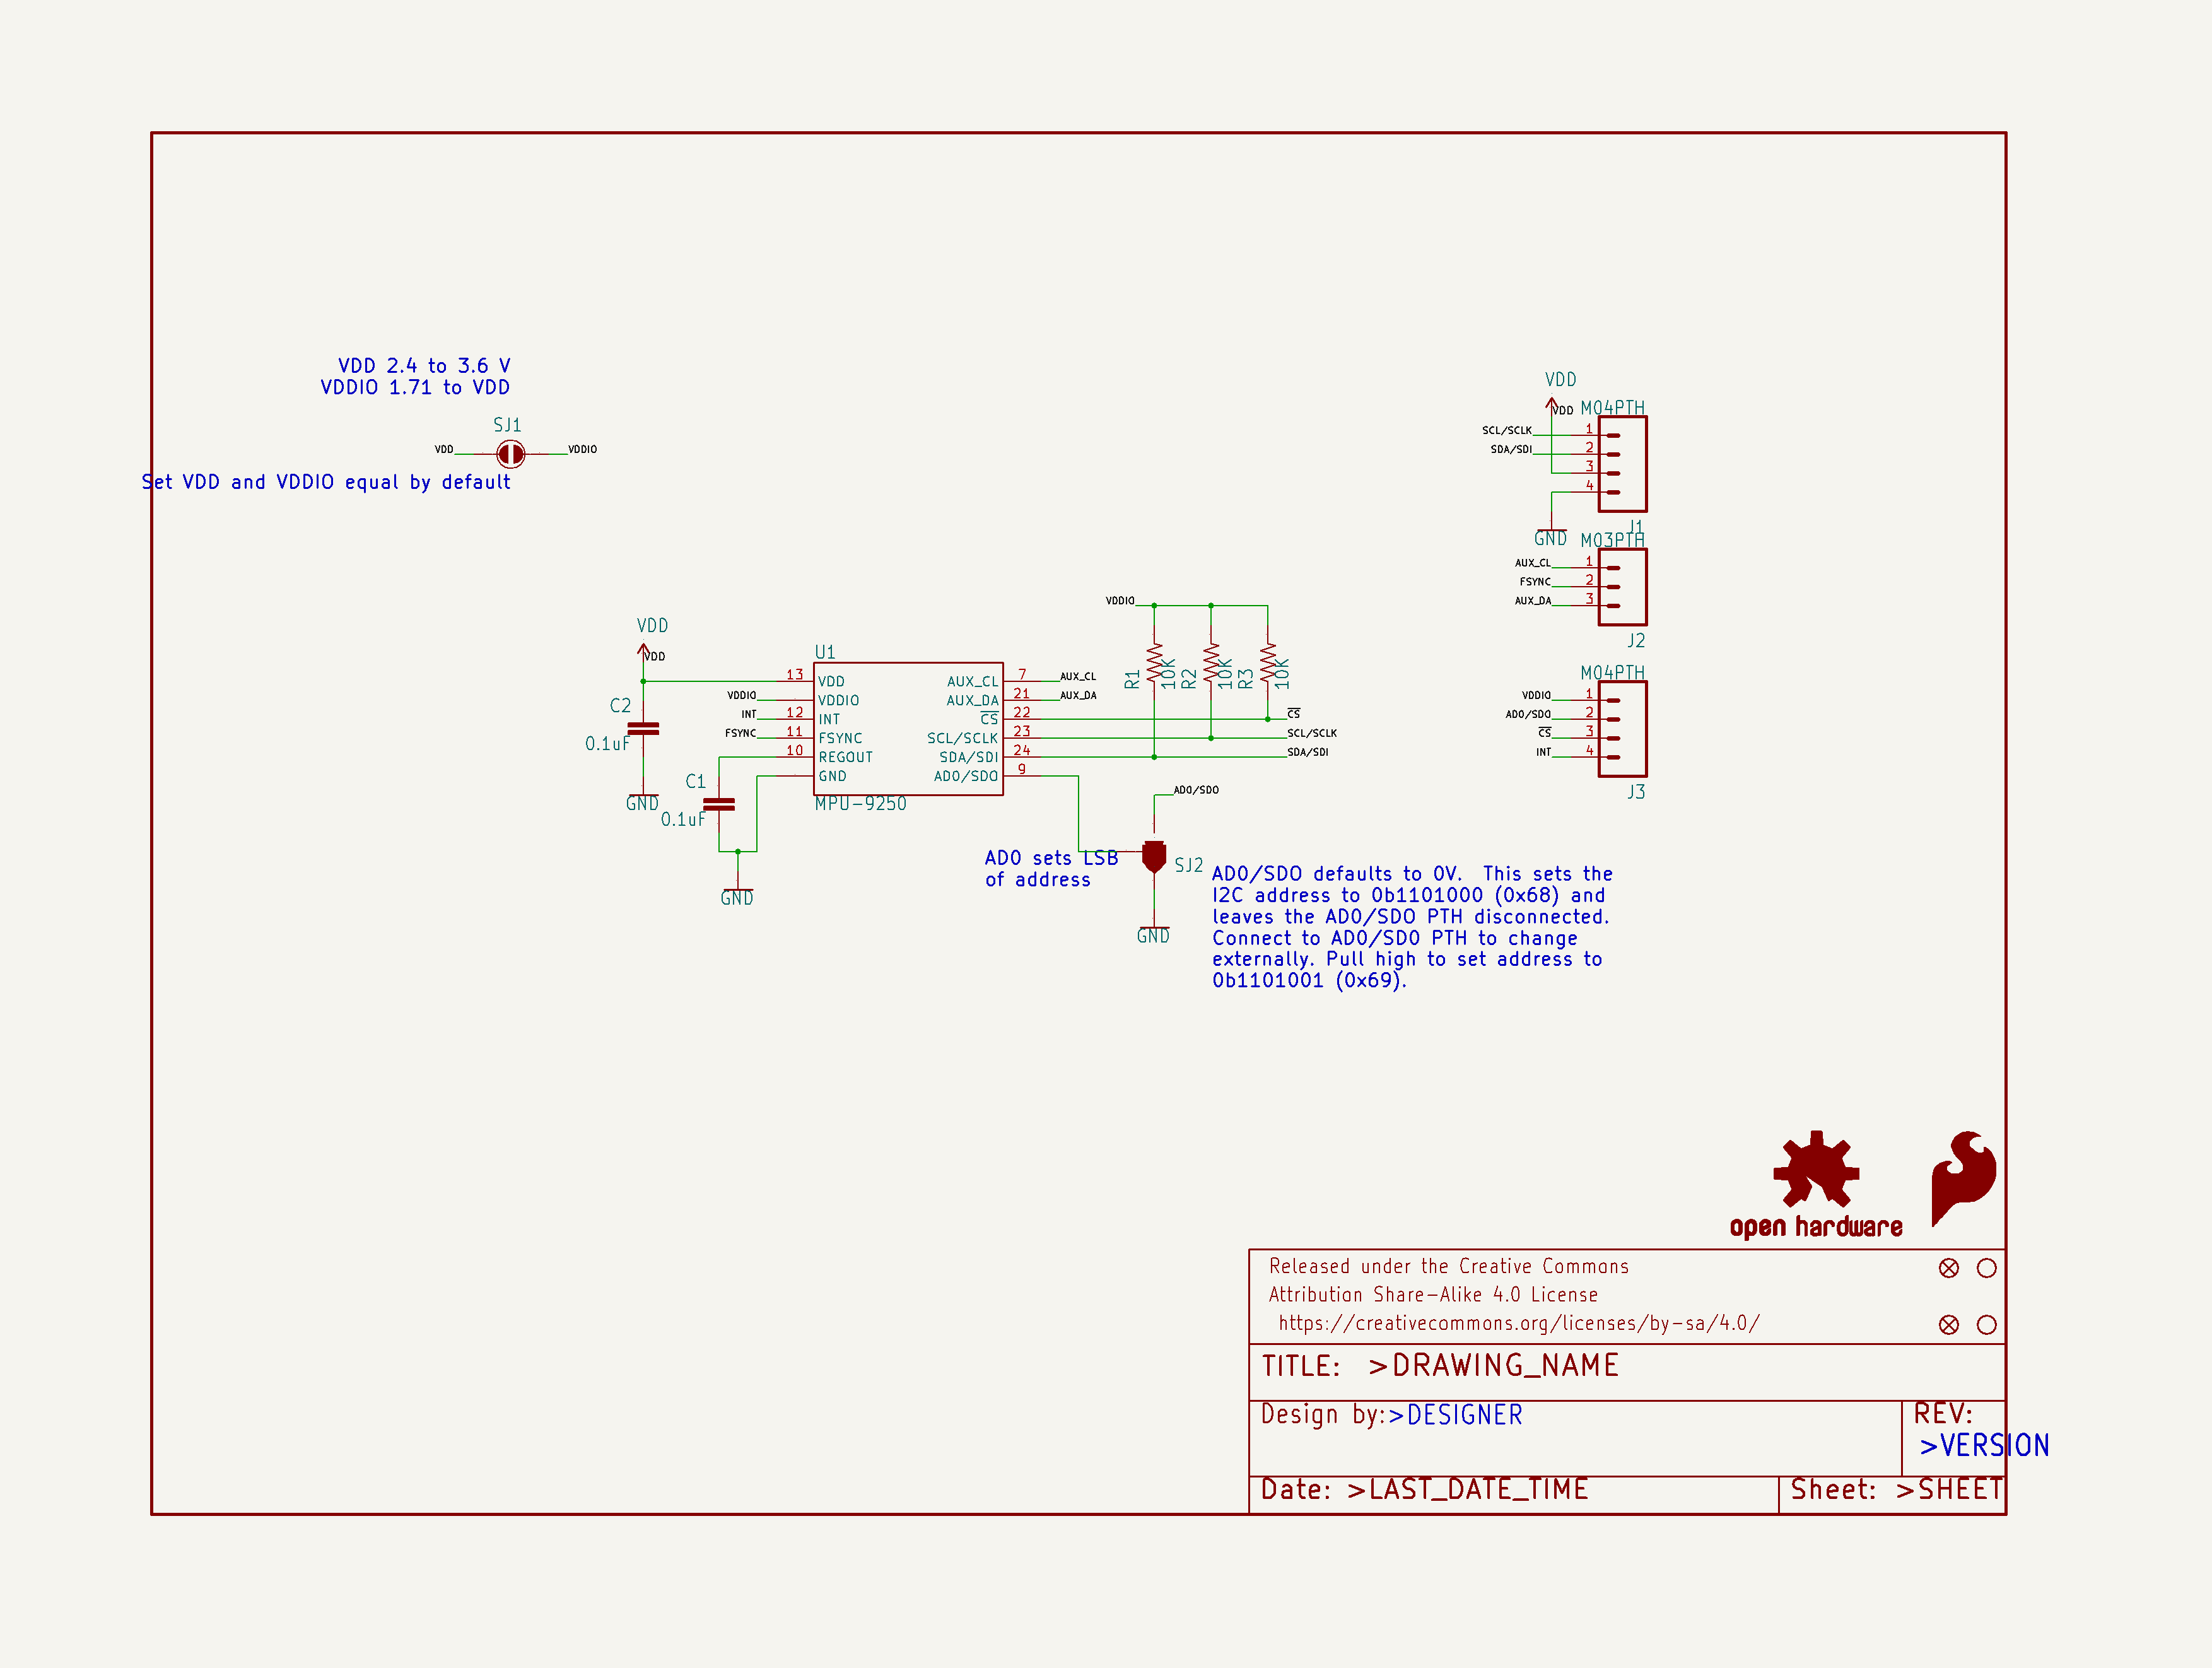 VDD 2.4 to 3.6 V
VDDIO 1.71 to VDD
SJ1
VDD
VDDIO
Set VDD and VDDIO equal by default
VDD
VDD
C2
0.1uF
GND
C1
0.1uF
GND
U1
13 VDD
VDDIO VDDIO
INT 12 INT
FSYNC 11 FSYNC
10 REGOUT
GND
AUX_CL 7 AUX_CL
AUX_DA 21 AUX_DA
CS 22 CS
SCL/SCLK 23 SCL/SCLK
SDA/SDI 24 SDA/SDI
AD0/SDO 9
MPU-9250
VDDIO
R1 10K
R2 10K
R3 10K
AD0/SDO
SJ2
GND
AD0 sets LSB
of address
AD0/SDO defaults to 0V.  This sets the
I2C address to 0b1101000 (0x68) and
leaves the AD0/SDO PTH disconnected.
Connect to AD0/SD0 PTH to change
externally. Pull high to set address to
0b1101001 (0x69).
VDD
VDD
M04PTH
SCL/SCLK 1
SDA/SDI 2
3
4
GND
J1
M03PTH
AUX_CL 1
FSYNC 2
AUX_DA 3
J2
M04PTH
VDDIO 1
AD0/SDO 2
CS 3
INT 4
J3
open hardware
Released under the Creative Commons
Attribution Share-Alike 4.0 License
https://creativecommons.org/licenses/by-sa/4.0/
TITLE: >DRAWING_NAME
Design by: >DESIGNER
REV:
>VERSION
Date: >LAST_DATE_TIME
Sheet: >SHEET